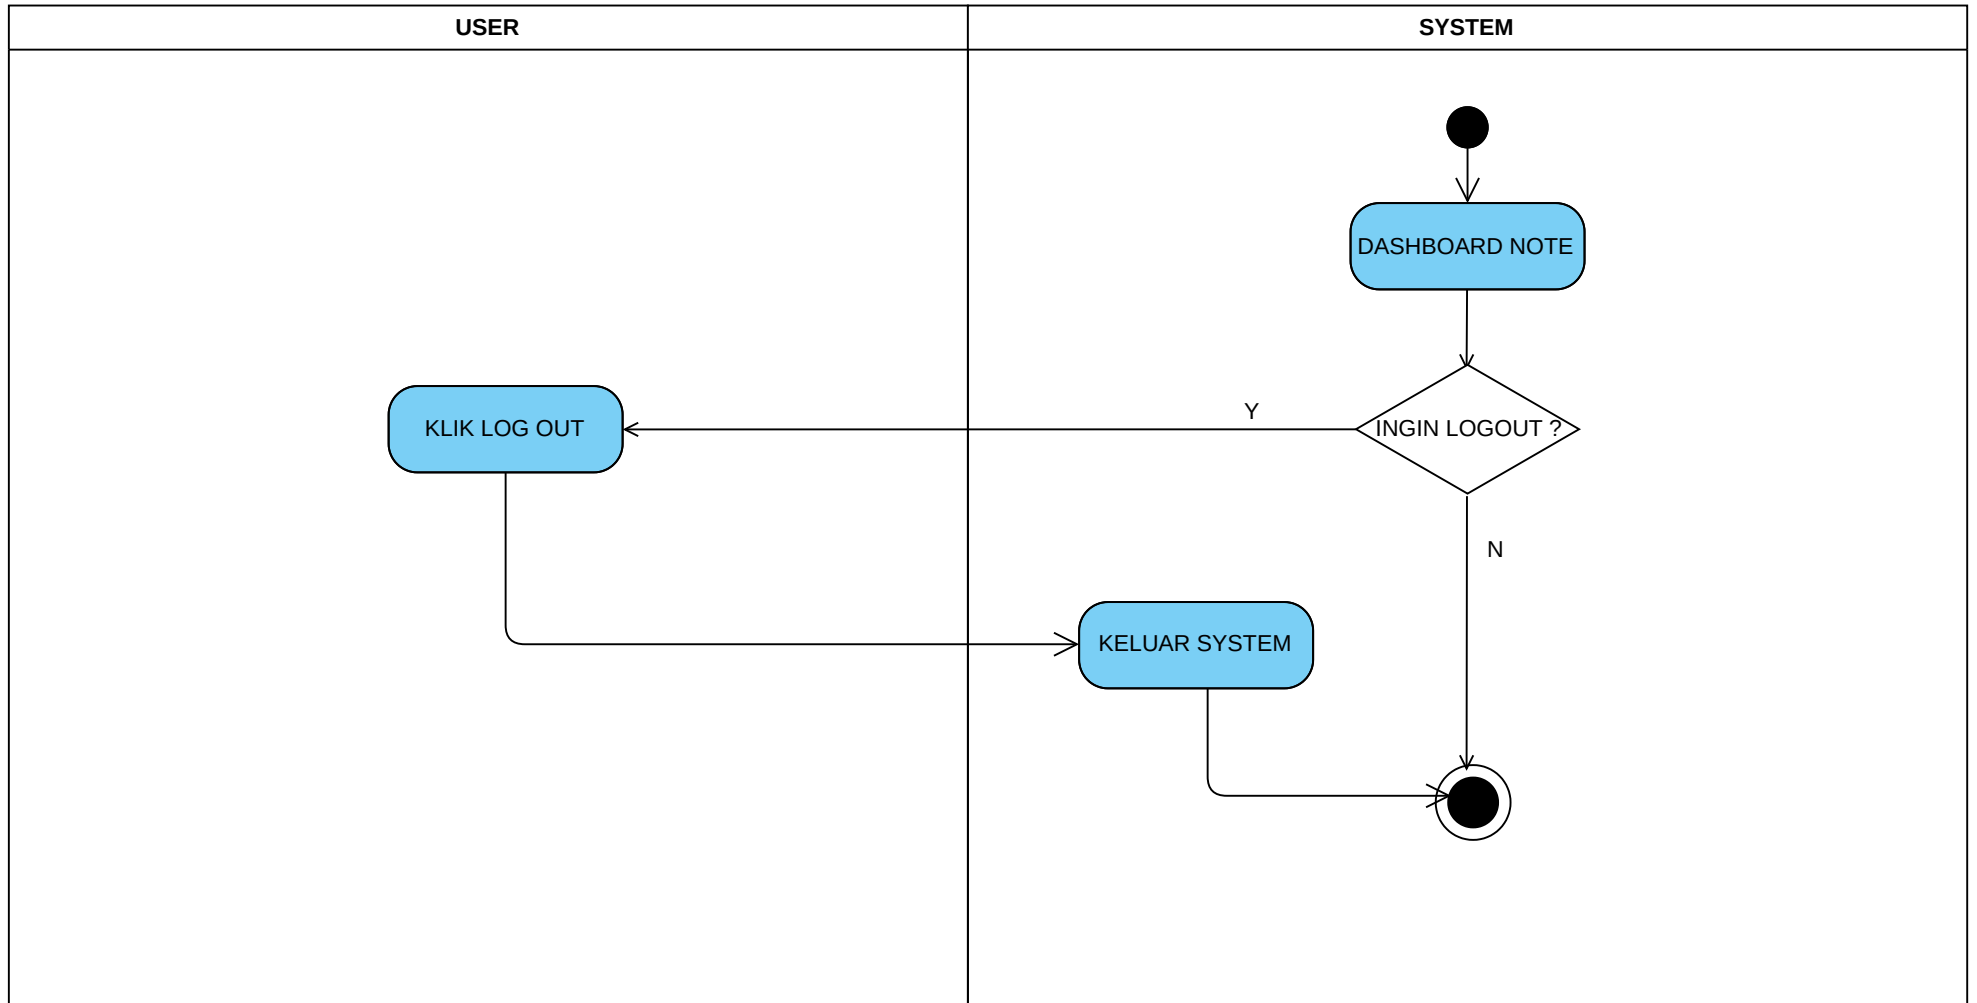 USER
SYSTEM
DASHBOARD NOTE
KLIK LOG OUT
Y
INGIN LOGOUT ?
N
KELUAR SYSTEM